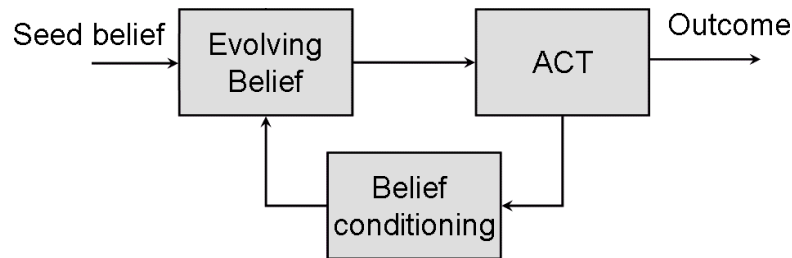 Seed belief
Evolving
Belief
ACT
Outcome
Belief
conditioning